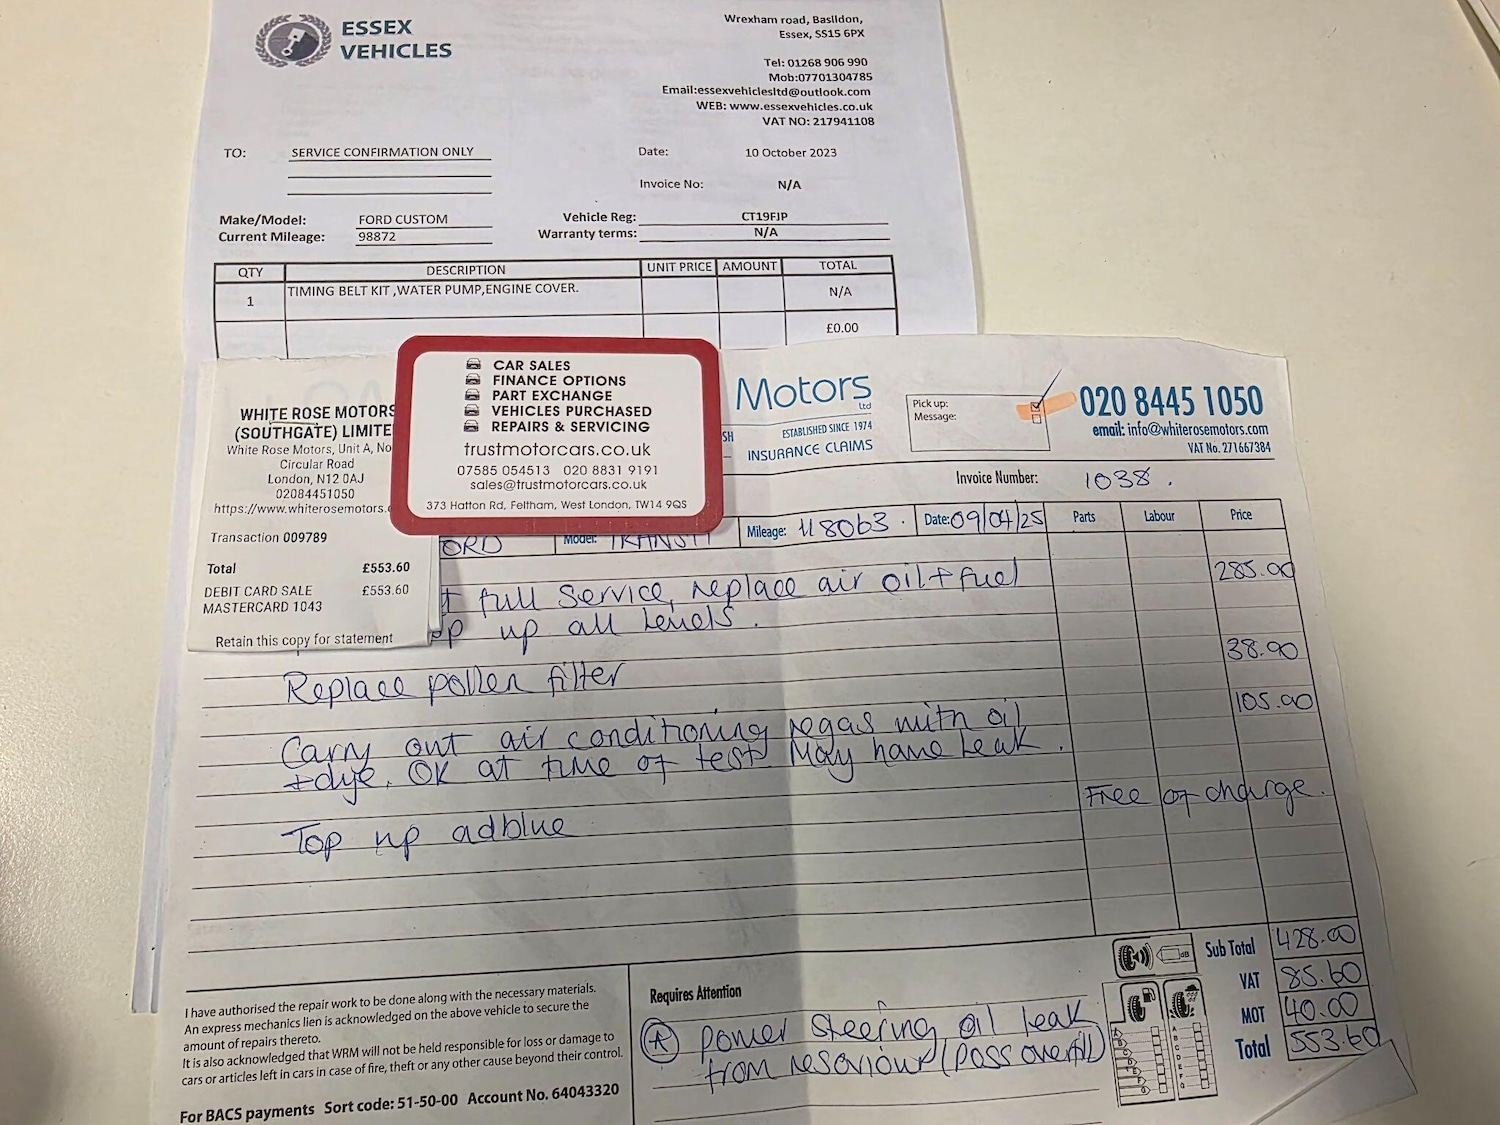 ESSEX
VEHICLES
Wrexham road, Basildon,
Essex, SS15 6PX
Tel: 01268 906 990
Mob:07701304785
Email:essexvehiclesltd@outlook.com
WEB: www.essexvehicles.co.uk
VAT NO: 217941108
TO: SERVICE CONFIRMATION ONLY
Date: 10 October 2023
Invoice No: N/A
Make/Model: FORD CUSTOM
Vehicle Reg: CT19FJP
Current Mileage: 98872
Warranty terms: N/A
QTY DESCRIPTION UNIT PRICE AMOUNT TOTAL
1 TIMING BELT KIT ,WATER PUMP,ENGINE COVER. N/A
£0.00
CAR SALES
FINANCE OPTIONS
PART EXCHANGE
VEHICLES PURCHASED
REPAIRS & SERVICING
trustmotorcars.co.uk
07585 054513 020 8831 9191
sales@trustmotorcars.co.uk
373 Hatton Rd, Feltham, West London, TW14 9QS
WHITE ROSE MOTORS
(SOUTHGATE) LIMITE
White Rose Motors, Unit A, No
Circular Road
London, N12 0AJ
02084451050
https://www.whiterosemotors.
Transaction 009789
Total £553.60
DEBIT CARD SALE £553.60
MASTERCARD 1043
Retain this copy for statement
Motors
Ltd
ESTABLISHED SINCE 1974
SH
INSURANCE CLAIMS
Pick up:
Message:
020 8445 1050
email: info@whiterosemotors.com
VAT No. 271667384
Invoice Number: 1038.
ORD Model: TRANSIT Mileage: 118063. Date: 09/04/25 Parts Labour Price
full service, replace air oil + fuel 285.00
op up all levels.
Replace pollen filter 38.00
Carry out air conditioning regas with oil 105.00
+ dye. OK at time of test May have leak.
Top up adblue Free of charge.
Sub Total 428.00
VAT 85.60
MOT 40.00
Total 553.60
dB
I have authorised the repair work to be done along with the necessary materials.
An express mechanics lien is acknowledged on the above vehicle to secure the
amount of repairs thereto.
It is also acknowledged that WRM will not be held responsible for loss or damage to
cars or articles left in cars in case of fire, theft or any other cause beyond their control.
For BACS payments Sort code: 51-50-00 Account No. 64043320
Requires Attention
(A) Power steering oil leak
from resaviour (Poss overfill)